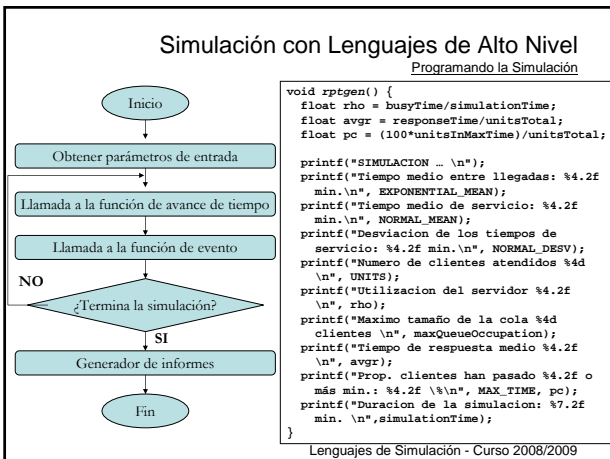 Simulación con Lenguajes de Alto Nivel
Programando la Simulación
Inicio
Obtener parámetros de entrada
Llamada a la función de avance de tiempo
Llamada a la función de evento
NO
¿Termina la simulación?
SI
Generador de informes
Fin
void rptgen() {
float rho = busyTime/simulationTime;
float avgr = responseTime/unitsTotal;
float pc = (100*unitsInMaxTime)/unitsTotal;
printf("SIMULACION … \n");
printf("Tiempo medio entre llegadas: %4.2f
min.\n", EXPONENTIAL_MEAN);
printf("Tiempo medio de servicio: %4.2f
min.\n", NORMAL_MEAN);
printf("Desviacion de los tiempos de
servicio: %4.2f min.\n", NORMAL_DESV);
printf("Numero de clientes atendidos %4d
\n", UNITS);
printf("Utilizacion del servidor %4.2f
\n", rho);
printf("Maximo tamaño de la cola %4d
clientes \n", maxQueueOccupation);
printf("Tiempo de respuesta medio %4.2f
\n", avgr);
printf("Prop. clientes han pasado %4.2f o
más min.: %4.2f \%\n", MAX_TIME, pc);
printf("Duracion de la simulacion: %7.2f
min. \n",simulationTime);
}
Lenguajes de Simulación - Curso 2008/2009